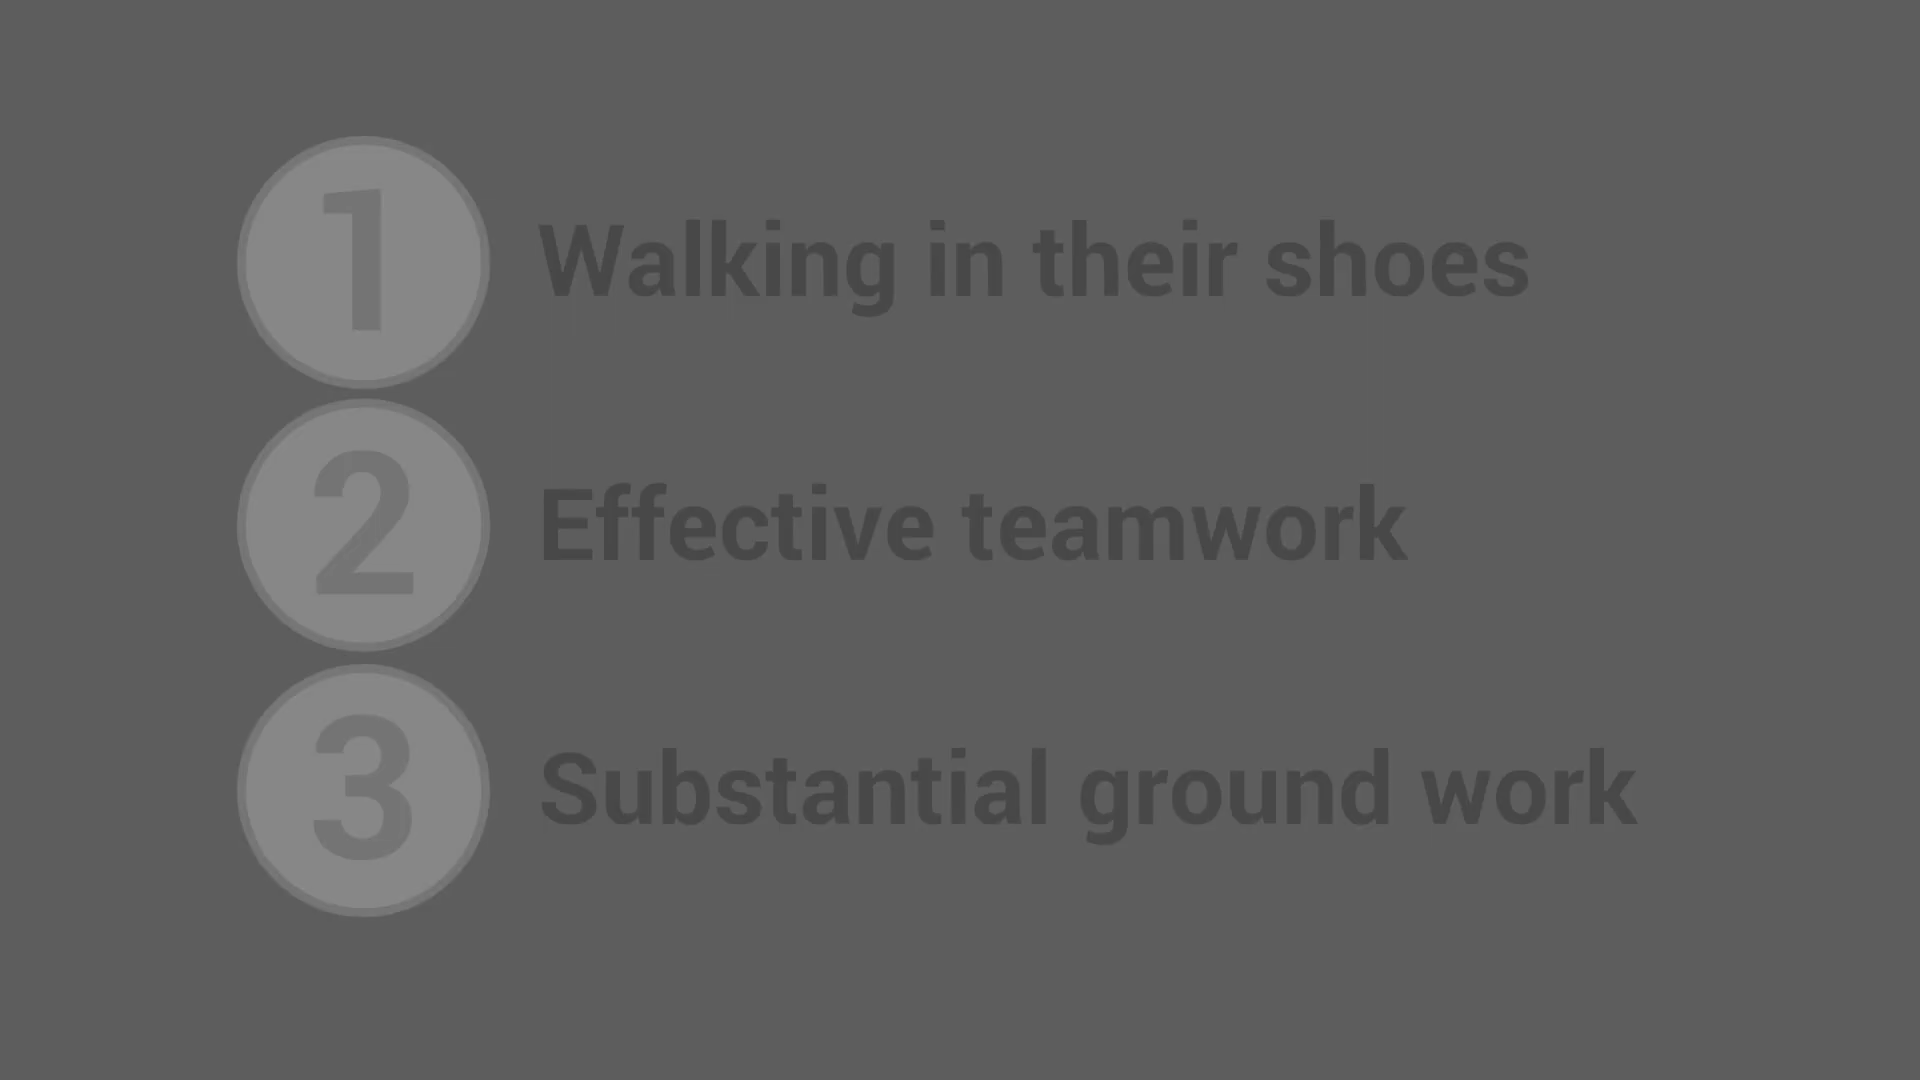 1 Walking in their shoes
2 Effective teamwork
3 Substantial ground work